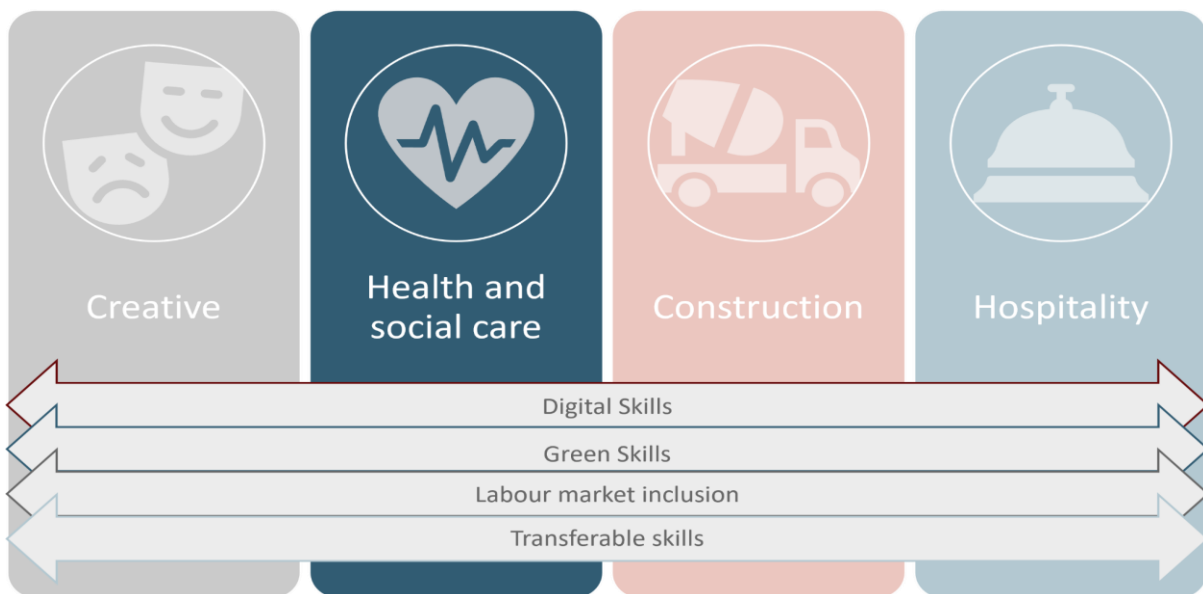 Creative
Health and
social care
Construction
Hospitality
Digital Skills
Green Skills
Labour market inclusion
Transferable skills